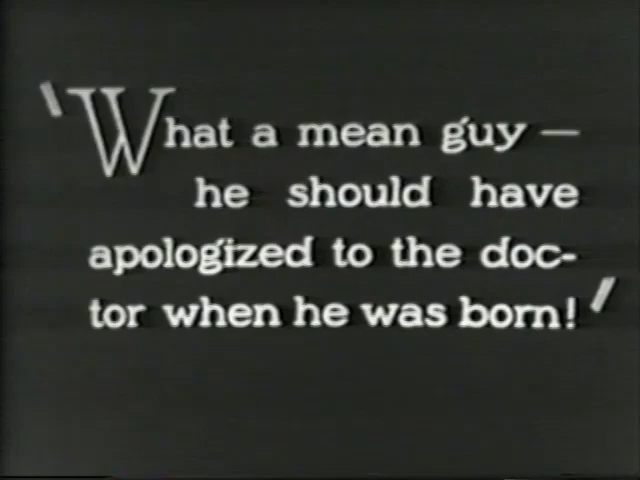 'What a mean guy —
he should have
apologized to the doc-
tor when he was born!'